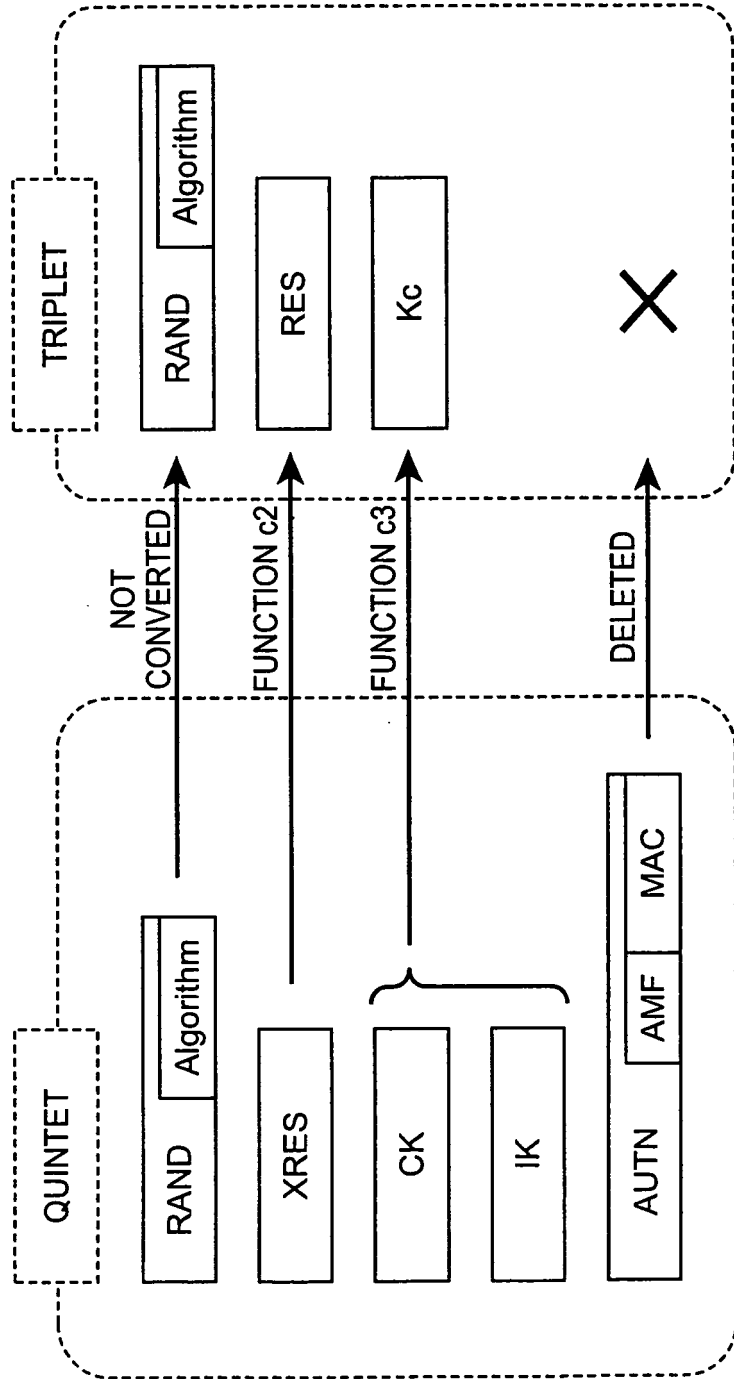 QUINTET
RAND
Algorithm
XRES
CK
IK
AUTN
AMF
MAC
NOT
CONVERTED
FUNCTION c2
FUNCTION c3
DELETED
TRIPLET
RAND
Algorithm
RES
Kc